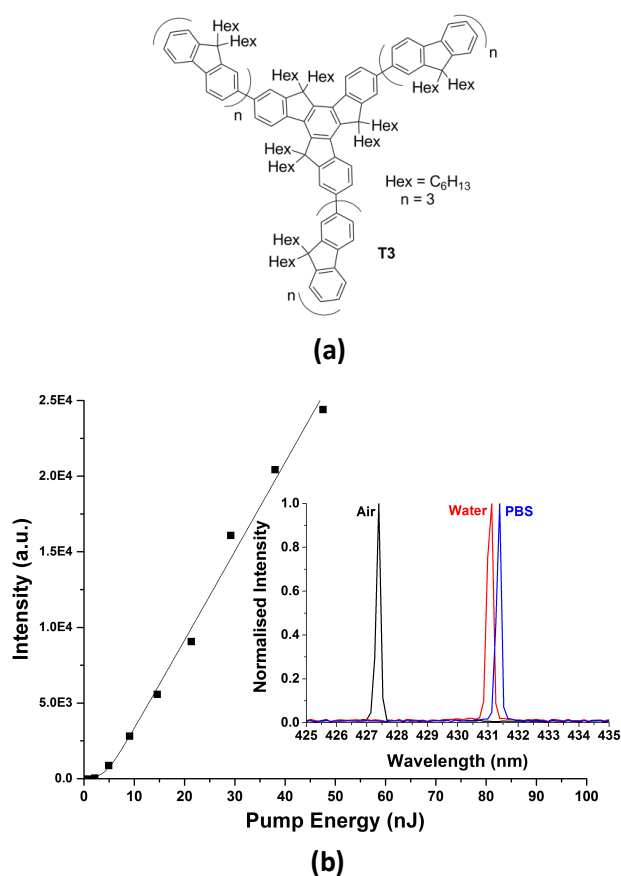 Hex
Hex
n
Hex
Hex Hex
Hex
n
Hex
Hex
Hex
Hex
Hex = C₆H₁₃
n = 3
Hex
T3
Hex
n
(a)
Intensity (a.u.)
2.5E4
2.0E4
1.5E4
1.0E4
5.0E3
0.0
0 10 20 30 40 50 60 70 80 90 100
Pump Energy (nJ)
Normalised Intensity
1.0
0.8
0.6
0.4
0.2
0.0
Air Water PBS
425 426 427 428 429 430 431 432 433 434 435
Wavelength (nm)
(b)